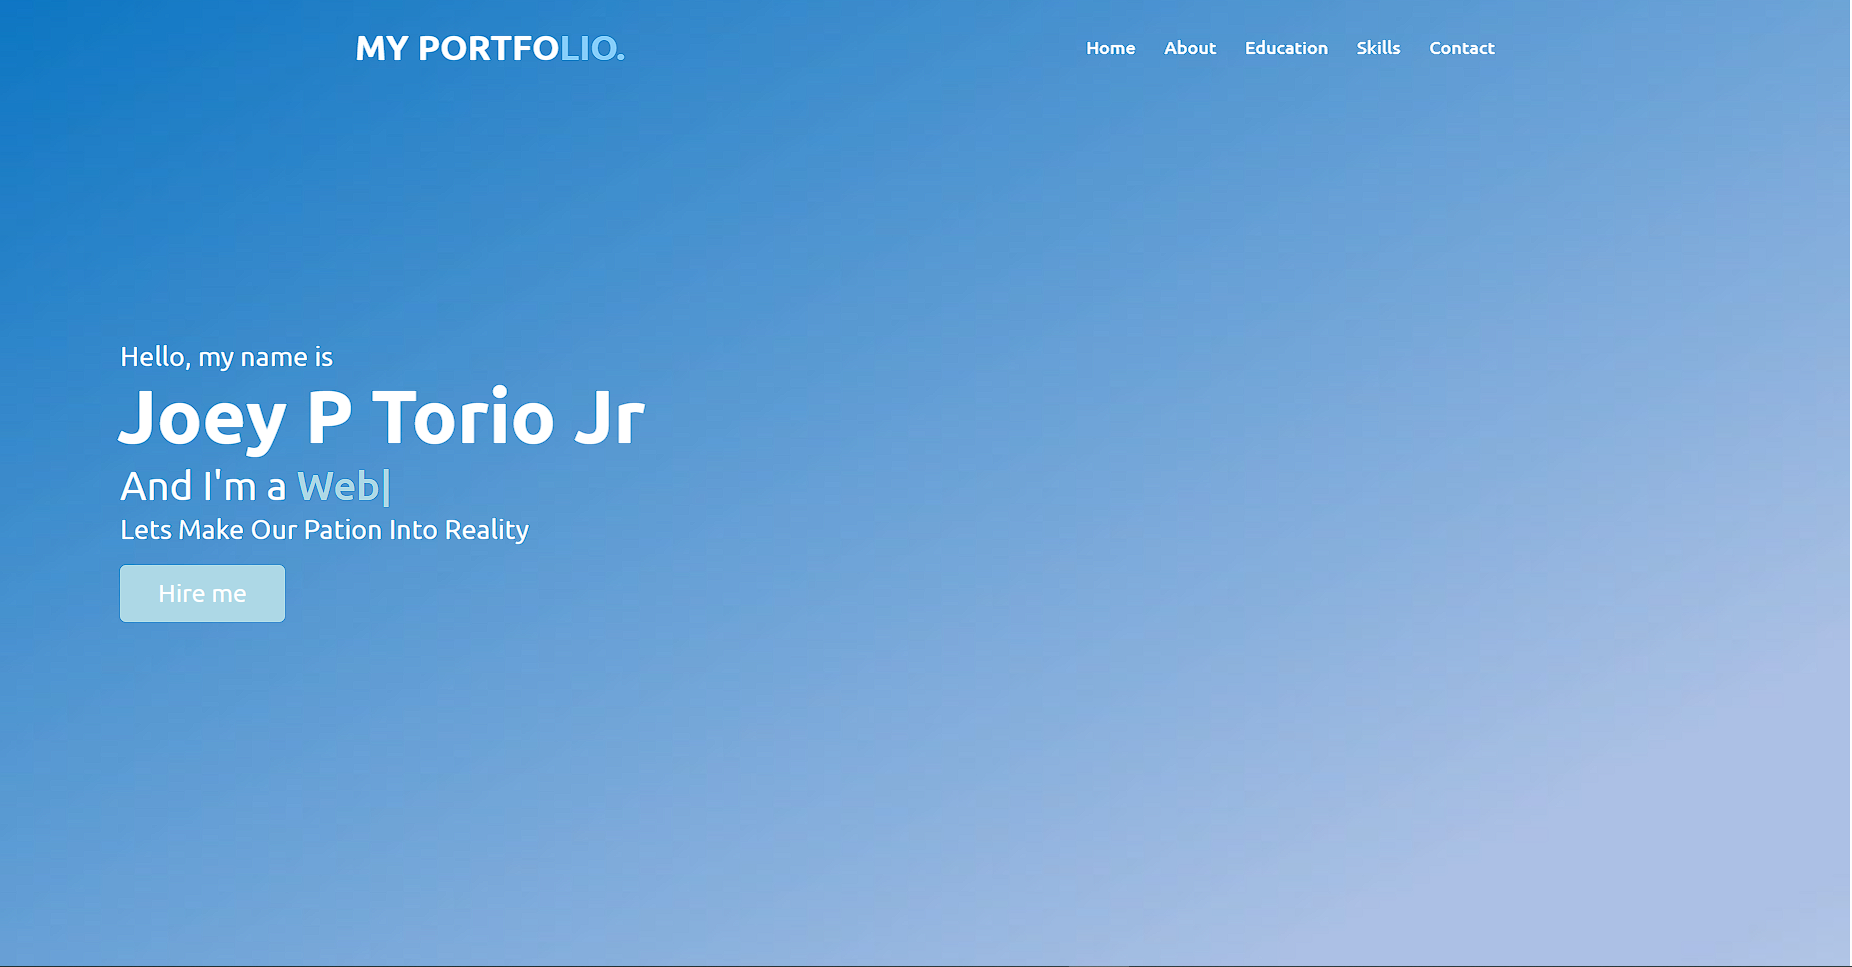 MY PORTFOLIO.
Home About Education Skills Contact
Hello, my name is
Joey P Torio Jr
And I'm a Web|
Lets Make Our Pation Into Reality
Hire me